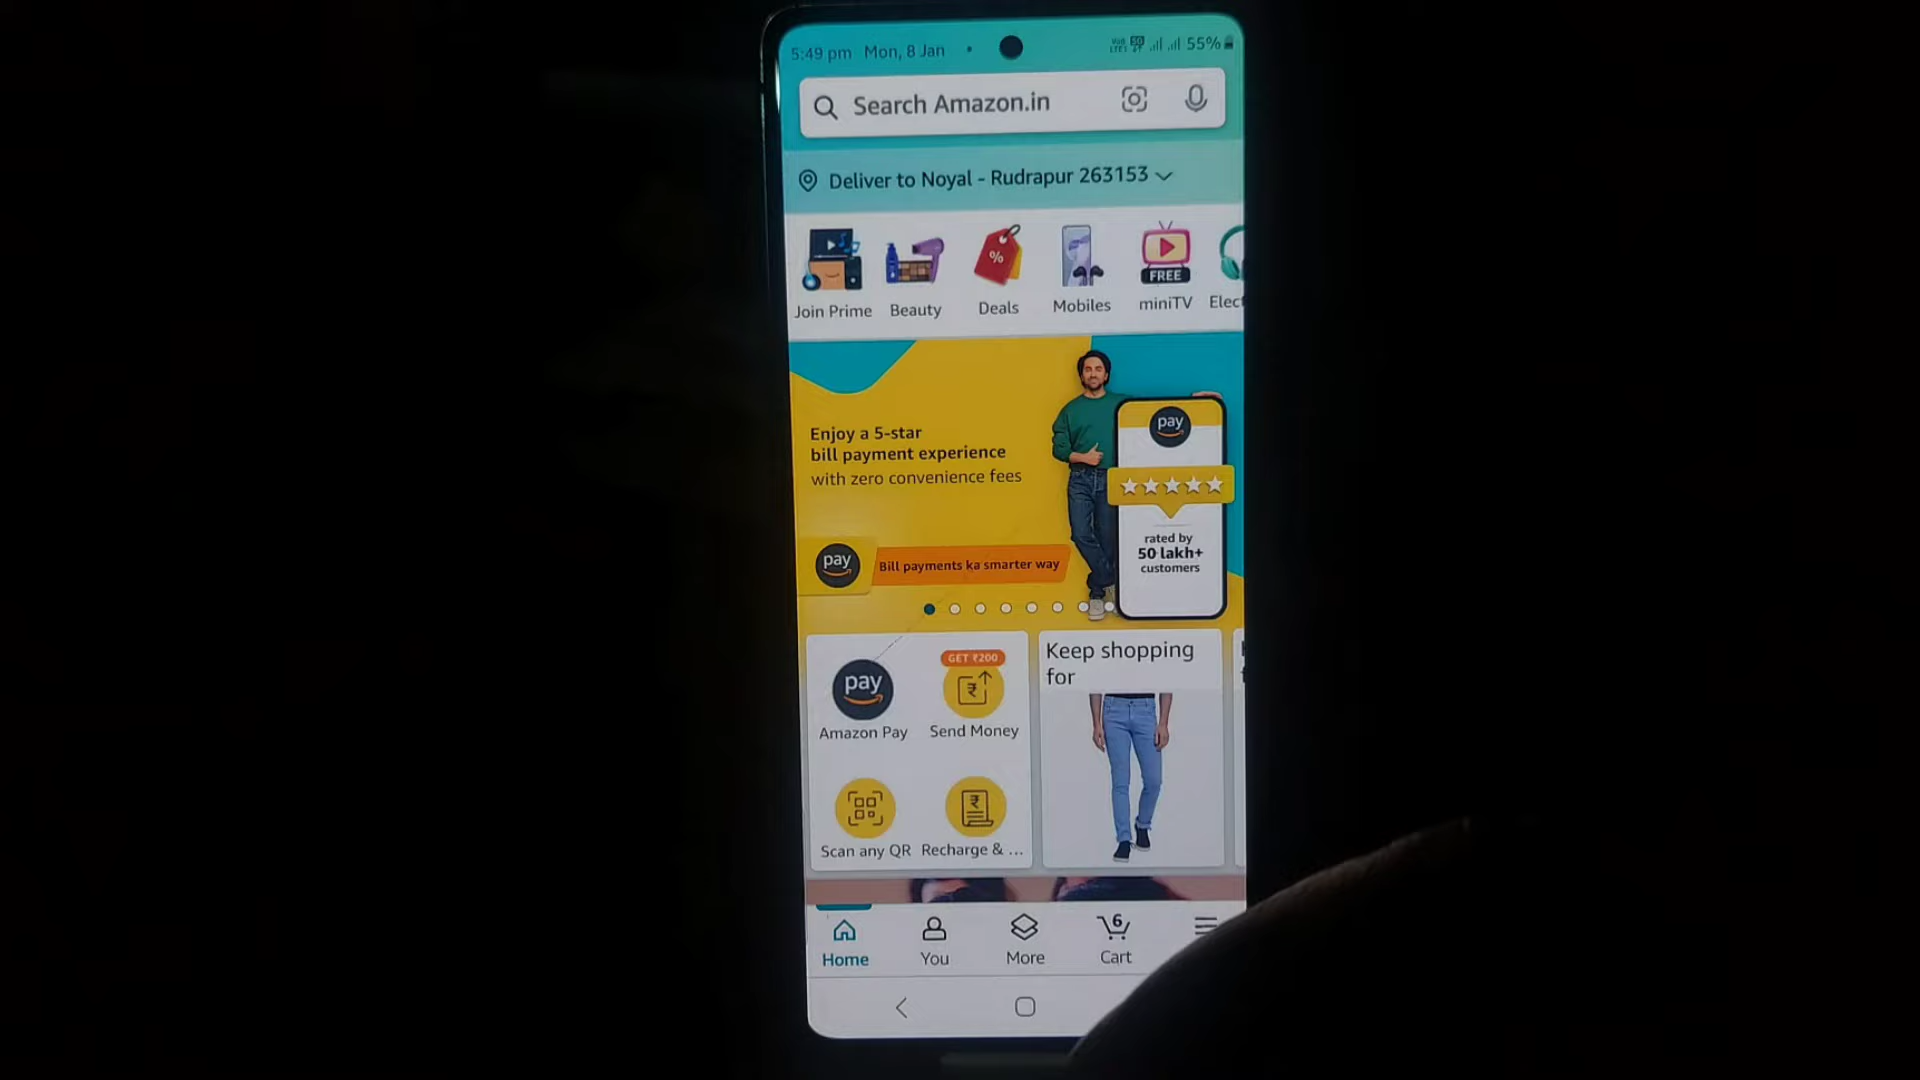 5:49 pm Mon, 8 Jan
55%
Search Amazon.in
Deliver to Noyal - Rudrapur 263153
FREE
Join Prime Beauty Deals Mobiles miniTV Elect
Enjoy a 5-star
bill payment experience
with zero convenience fees
pay
rated by
50 lakh+
customers
pay
Bill payments ka smarter way
GET ₹200
pay
Amazon Pay Send Money
Scan any QR Recharge & ...
Keep shopping
for
6
Home You More Cart